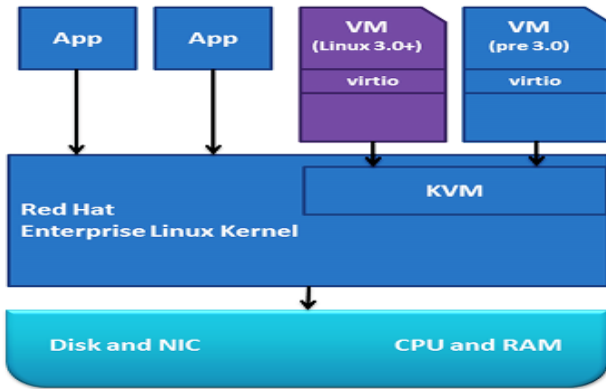 App
App
VM
(Linux 3.0+)
virtio
VM
(pre 3.0)
virtio
KVM
Red Hat
Enterprise Linux Kernel
Disk and NIC
CPU and RAM